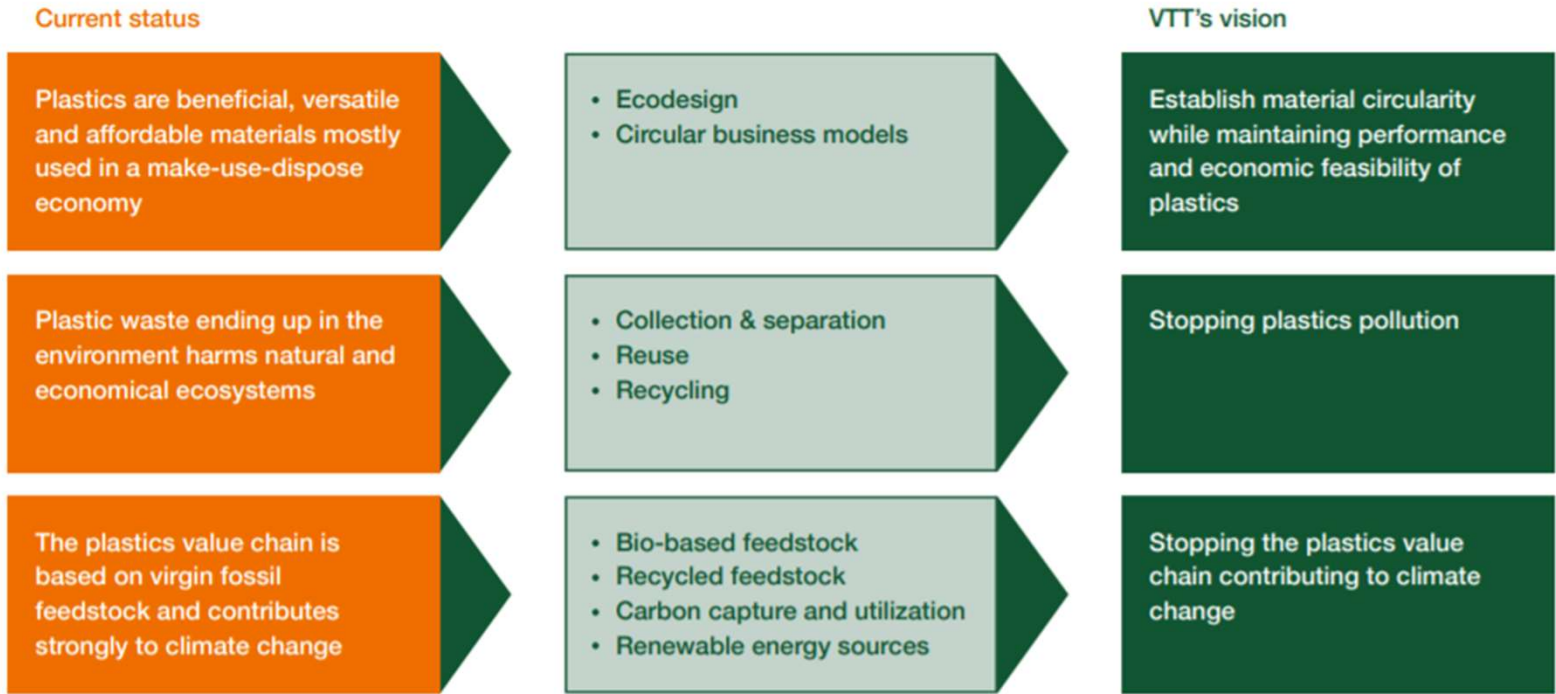 Current status
VTT's vision
Plastics are beneficial, versatile
and affordable materials mostly
used in a make-use-dispose
economy
• Ecodesign
• Circular business models
Establish material circularity
while maintaining performance
and economic feasibility of
plastics
Plastic waste ending up in the
environment harms natural and
economical ecosystems
• Collection & separation
• Reuse
• Recycling
Stopping plastics pollution
The plastics value chain is
based on virgin fossil
feedstock and contributes
strongly to climate change
• Bio-based feedstock
• Recycled feedstock
• Carbon capture and utilization
• Renewable energy sources
Stopping the plastics value
chain contributing to climate
change